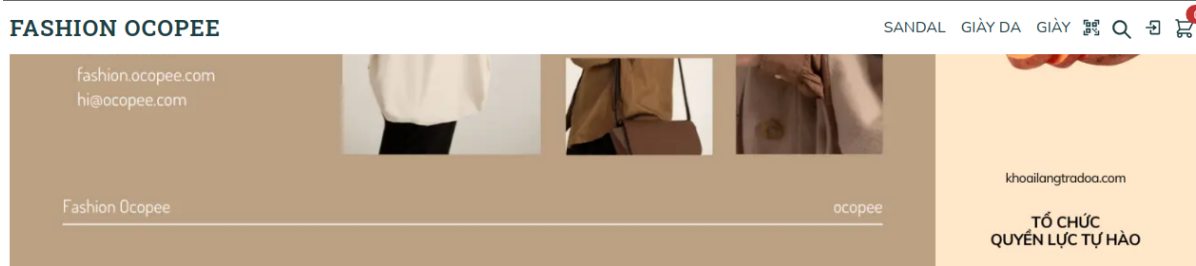 FASHION OCOPEE
SANDAL GIÀY DA GIÀY
fashion.ocopee.com
hi@ocopee.com
Fashion Ocopee
ocopee
khoailangtradoa.com
TỔ CHỨC
QUYỀN LỰC TỰ HÀO